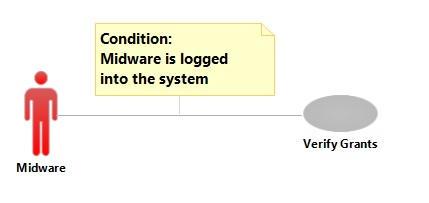 Condition:
Midware is logged
into the system
Midware
Verify Grants